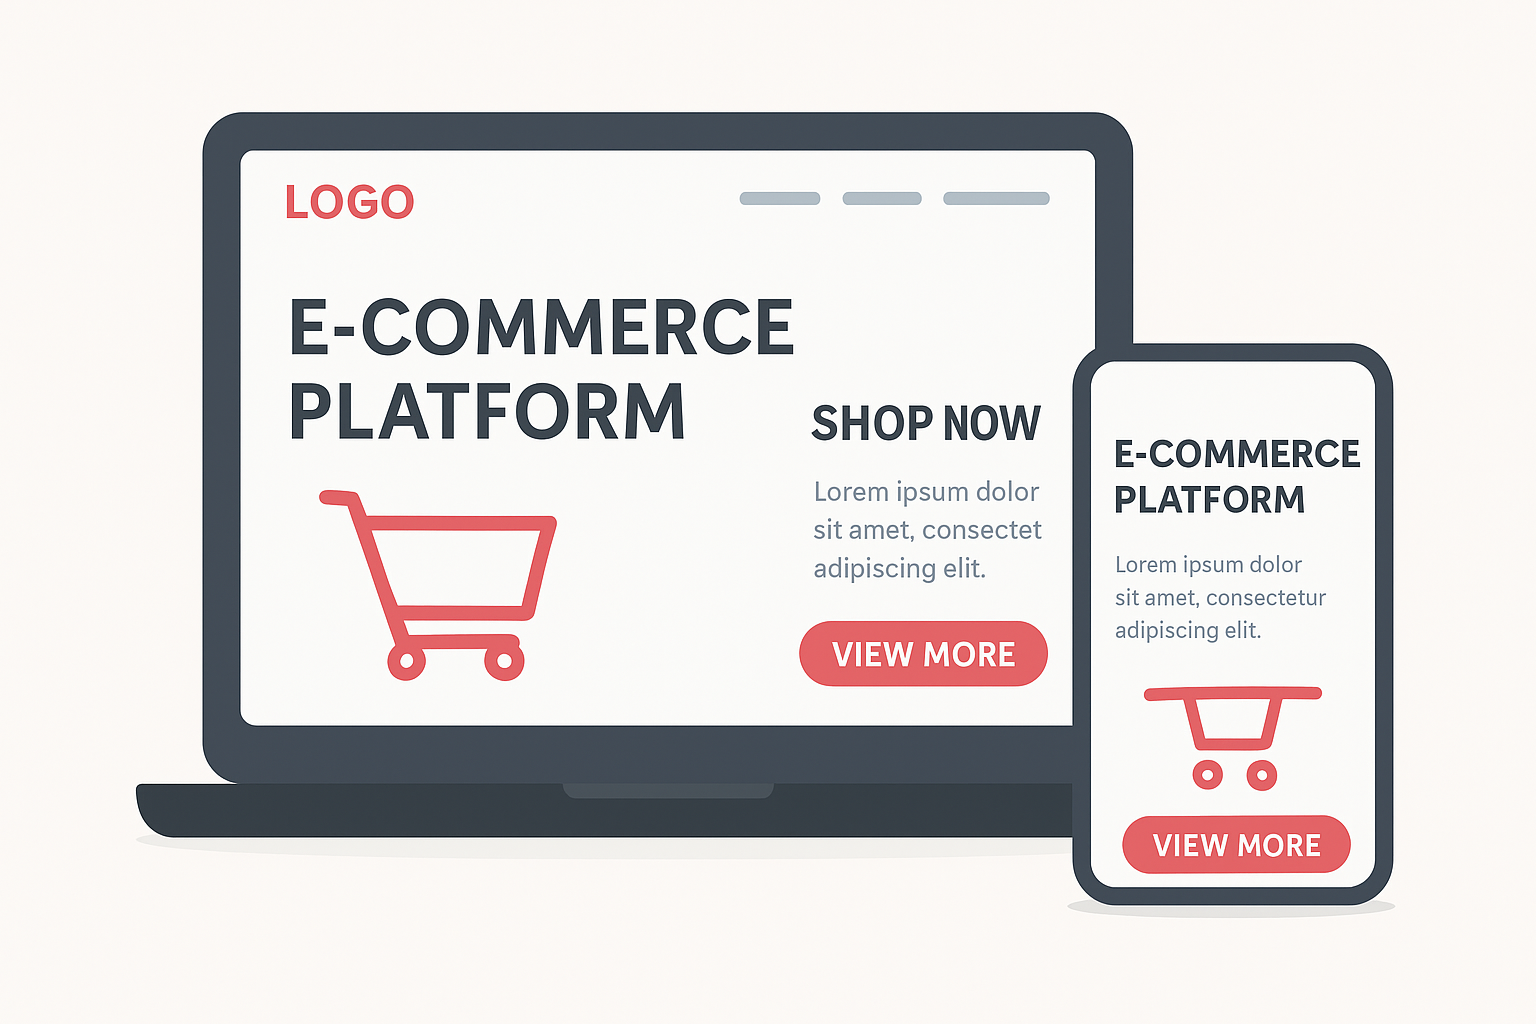 LOGO
E-COMMERCE
PLATFORM
SHOP NOW
Lorem ipsum dolor
sit amet, consectet
adipiscing elit.
VIEW MORE
E-COMMERCE
PLATFORM
Lorem ipsum dolor
sit amet, consectetur
adipiscing elit.
VIEW MORE